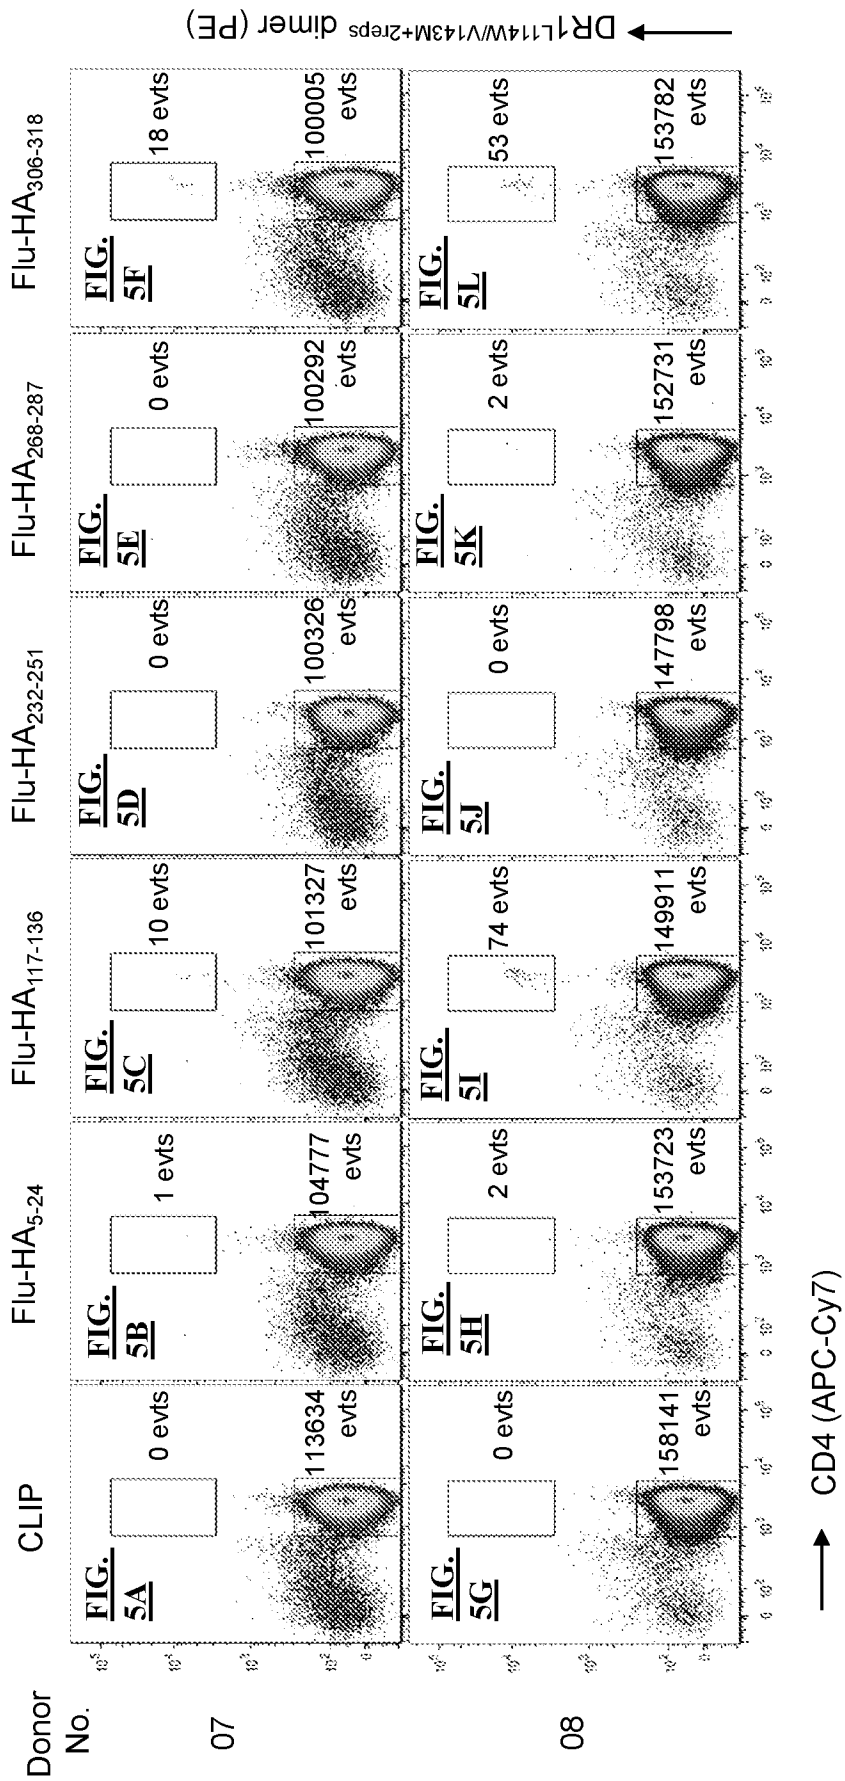 Donor No.
CLIP
Flu-HA5-24
Flu-HA117-136
Flu-HA232-251
Flu-HA268-287
Flu-HA306-318
07
FIG. 5A
0 evts
113634 evts
FIG. 5B
1 evts
104777 evts
FIG. 5C
10 evts
101327 evts
FIG. 5D
0 evts
100326 evts
FIG. 5E
0 evts
100292 evts
FIG. 5F
18 evts
100005 evts
08
FIG. 5G
0 evts
158141 evts
FIG. 5H
2 evts
153723 evts
FIG. 5I
74 evts
149911 evts
FIG. 5J
0 evts
147798 evts
FIG. 5K
2 evts
152731 evts
FIG. 5L
53 evts
153782 evts
CD4 (APC-Cy7)
DR1L114W/V143M+2reps dimer (PE)